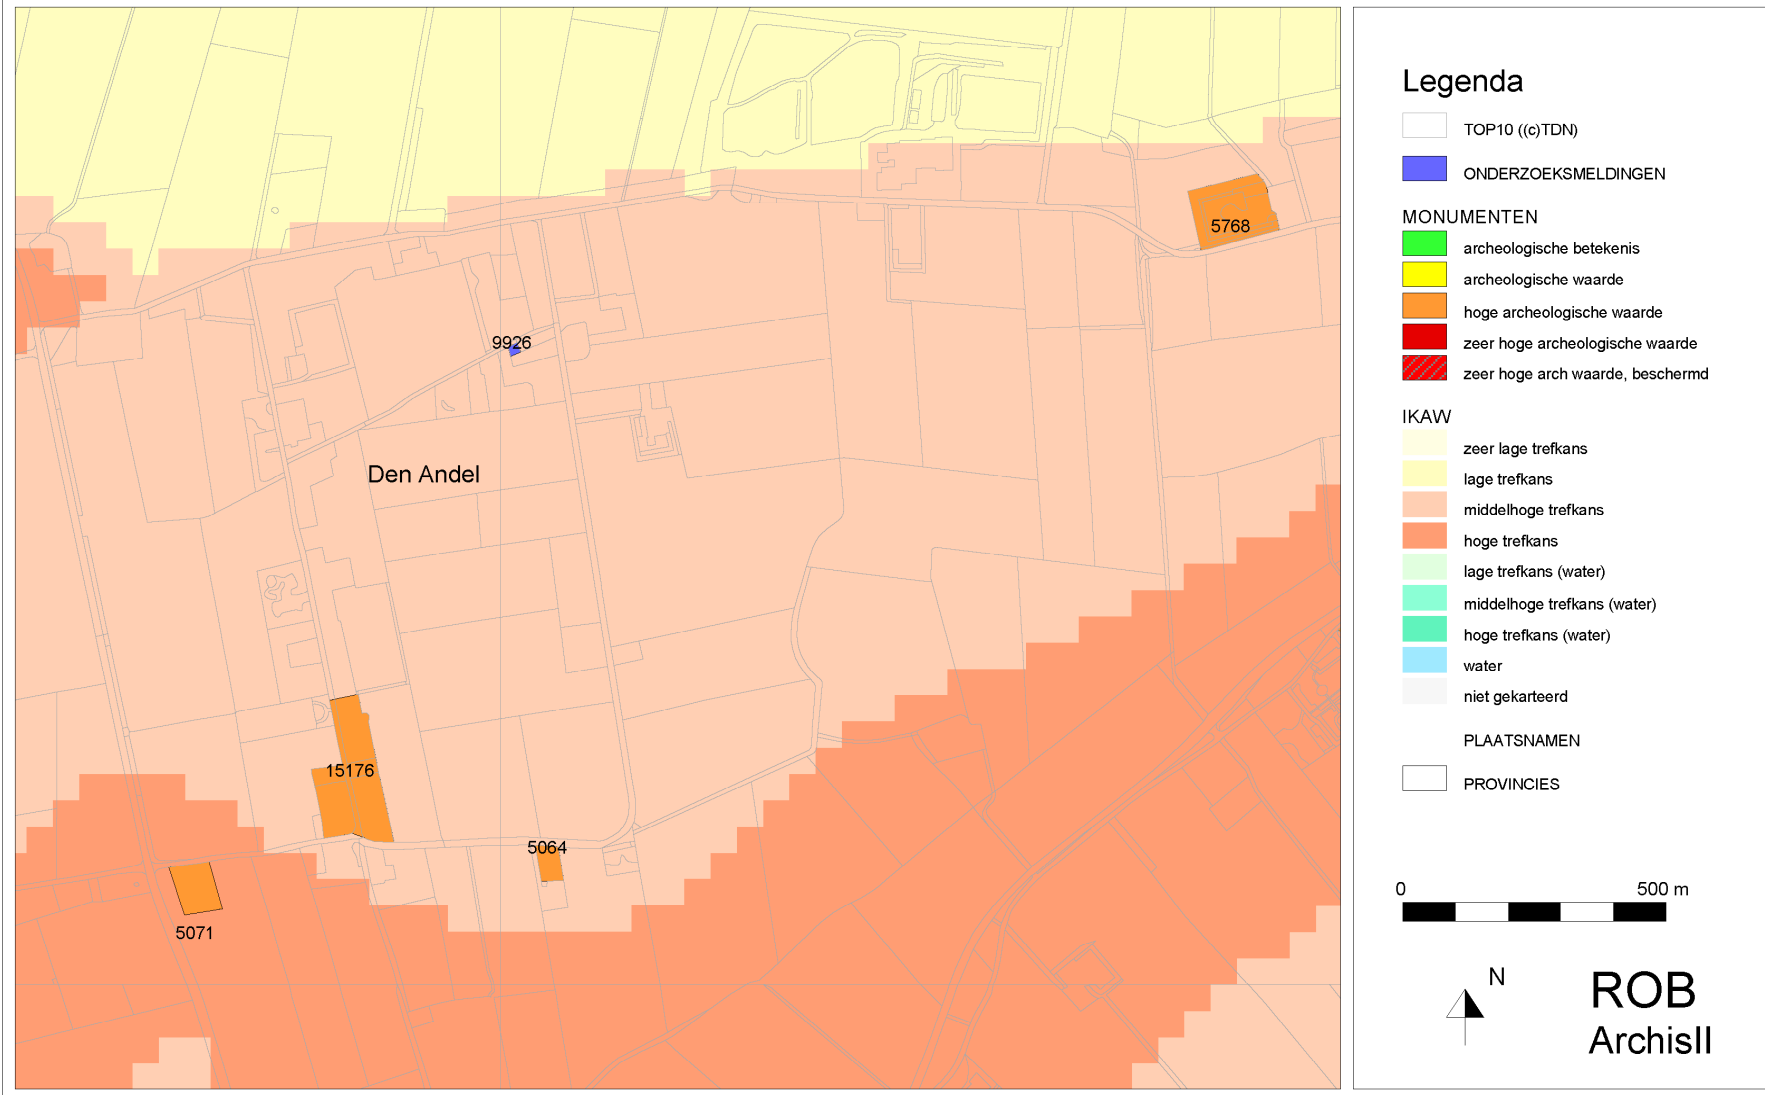 5768
9926
Den Andel
15176
5064
5071
Legenda
TOP10 ((c)TDN)
ONDERZOEKSMELDINGEN
MONUMENTEN
archeologische betekenis
archeologische waarde
hoge archeologische waarde
zeer hoge archeologische waarde
zeer hoge arch waarde, beschermd
IKAW
zeer lage trefkans
lage trefkans
middelhoge trefkans
hoge trefkans
lage trefkans (water)
middelhoge trefkans (water)
hoge trefkans (water)
water
niet gekarteerd
PLAATSNAMEN
PROVINCIES
0 500 m
N
ROB
ArchisII